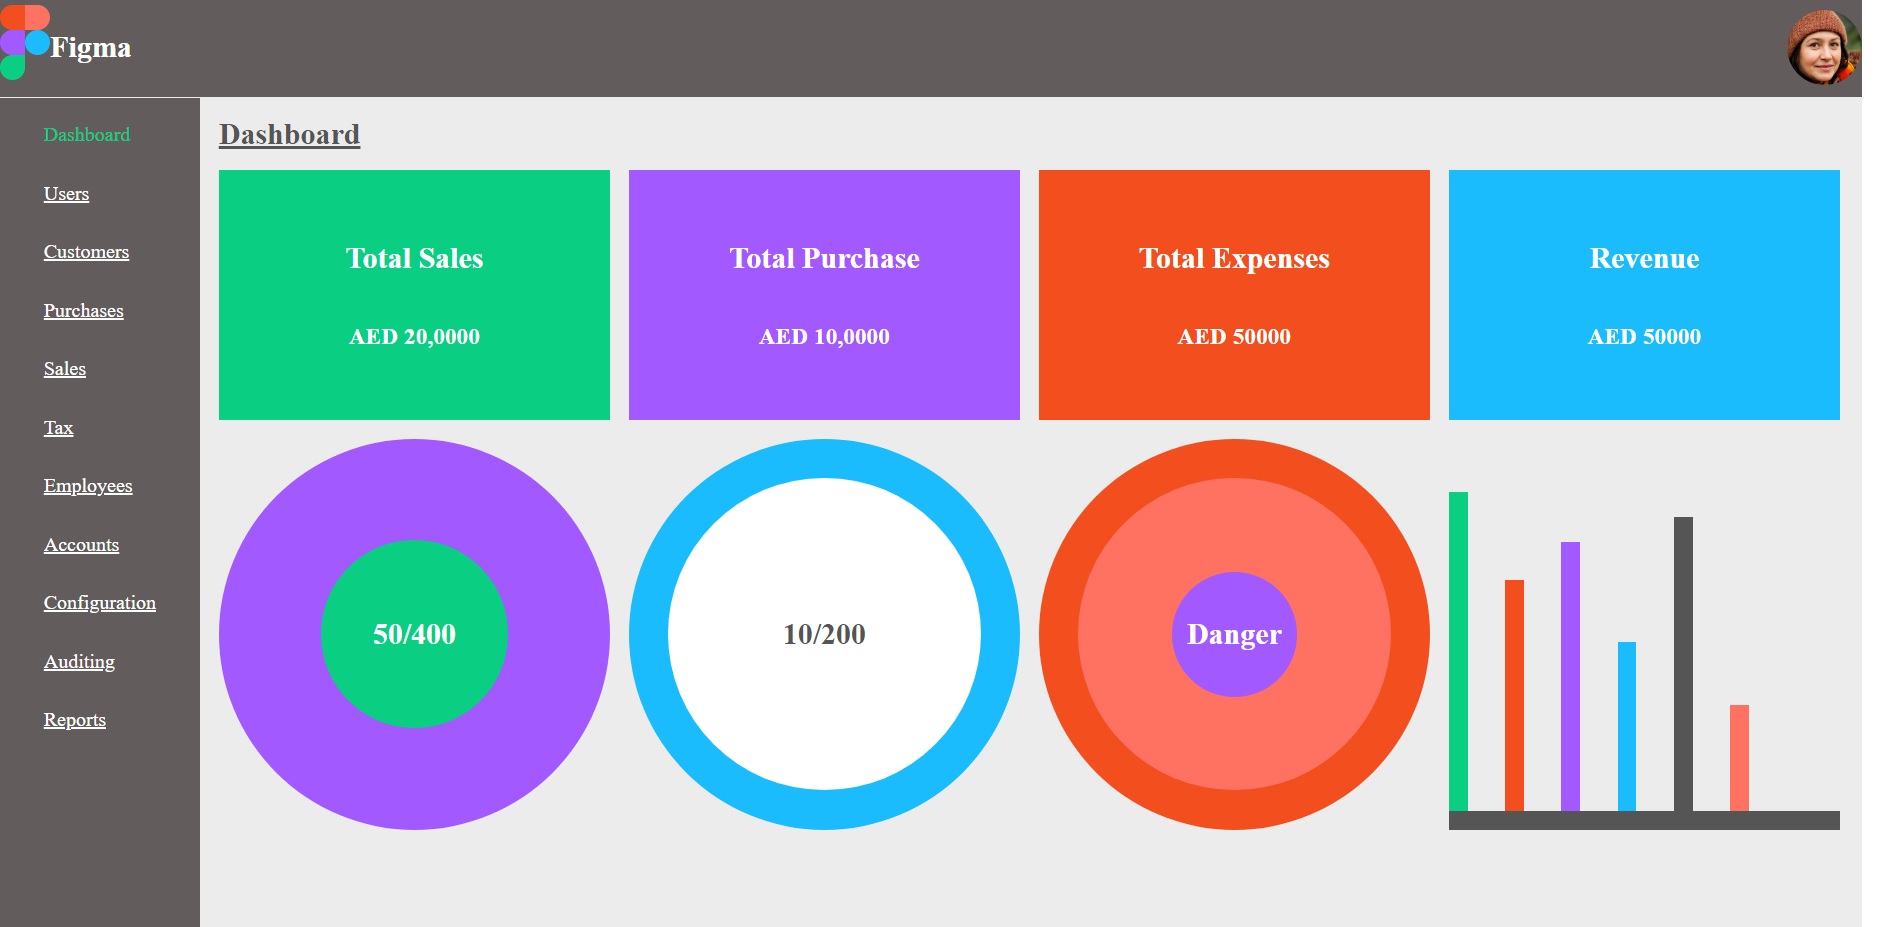 Figma
Dashboard
Users
Customers
Purchases
Sales
Tax
Employees
Accounts
Configuration
Auditing
Reports
Dashboard
Total Sales
AED 20,0000
Total Purchase
AED 10,0000
Total Expenses
AED 50000
Revenue
AED 50000
50/400
10/200
Danger